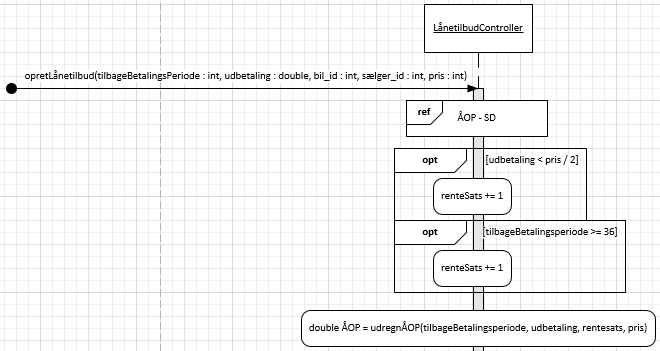 LånetilbudController
opretLånetilbud(tilbageBetalingsPeriode : int, udbetaling : double, bil_id : int, sælger_id : int, pris : int)
ref
ÅOP - SD
opt
[udbetaling < pris / 2]
renteSats += 1
opt
[tilbageBetalingsperiode >= 36]
renteSats += 1
double ÅOP = udregnÅOP(tilbageBetalingsperiode, udbetaling, rentesats, pris)